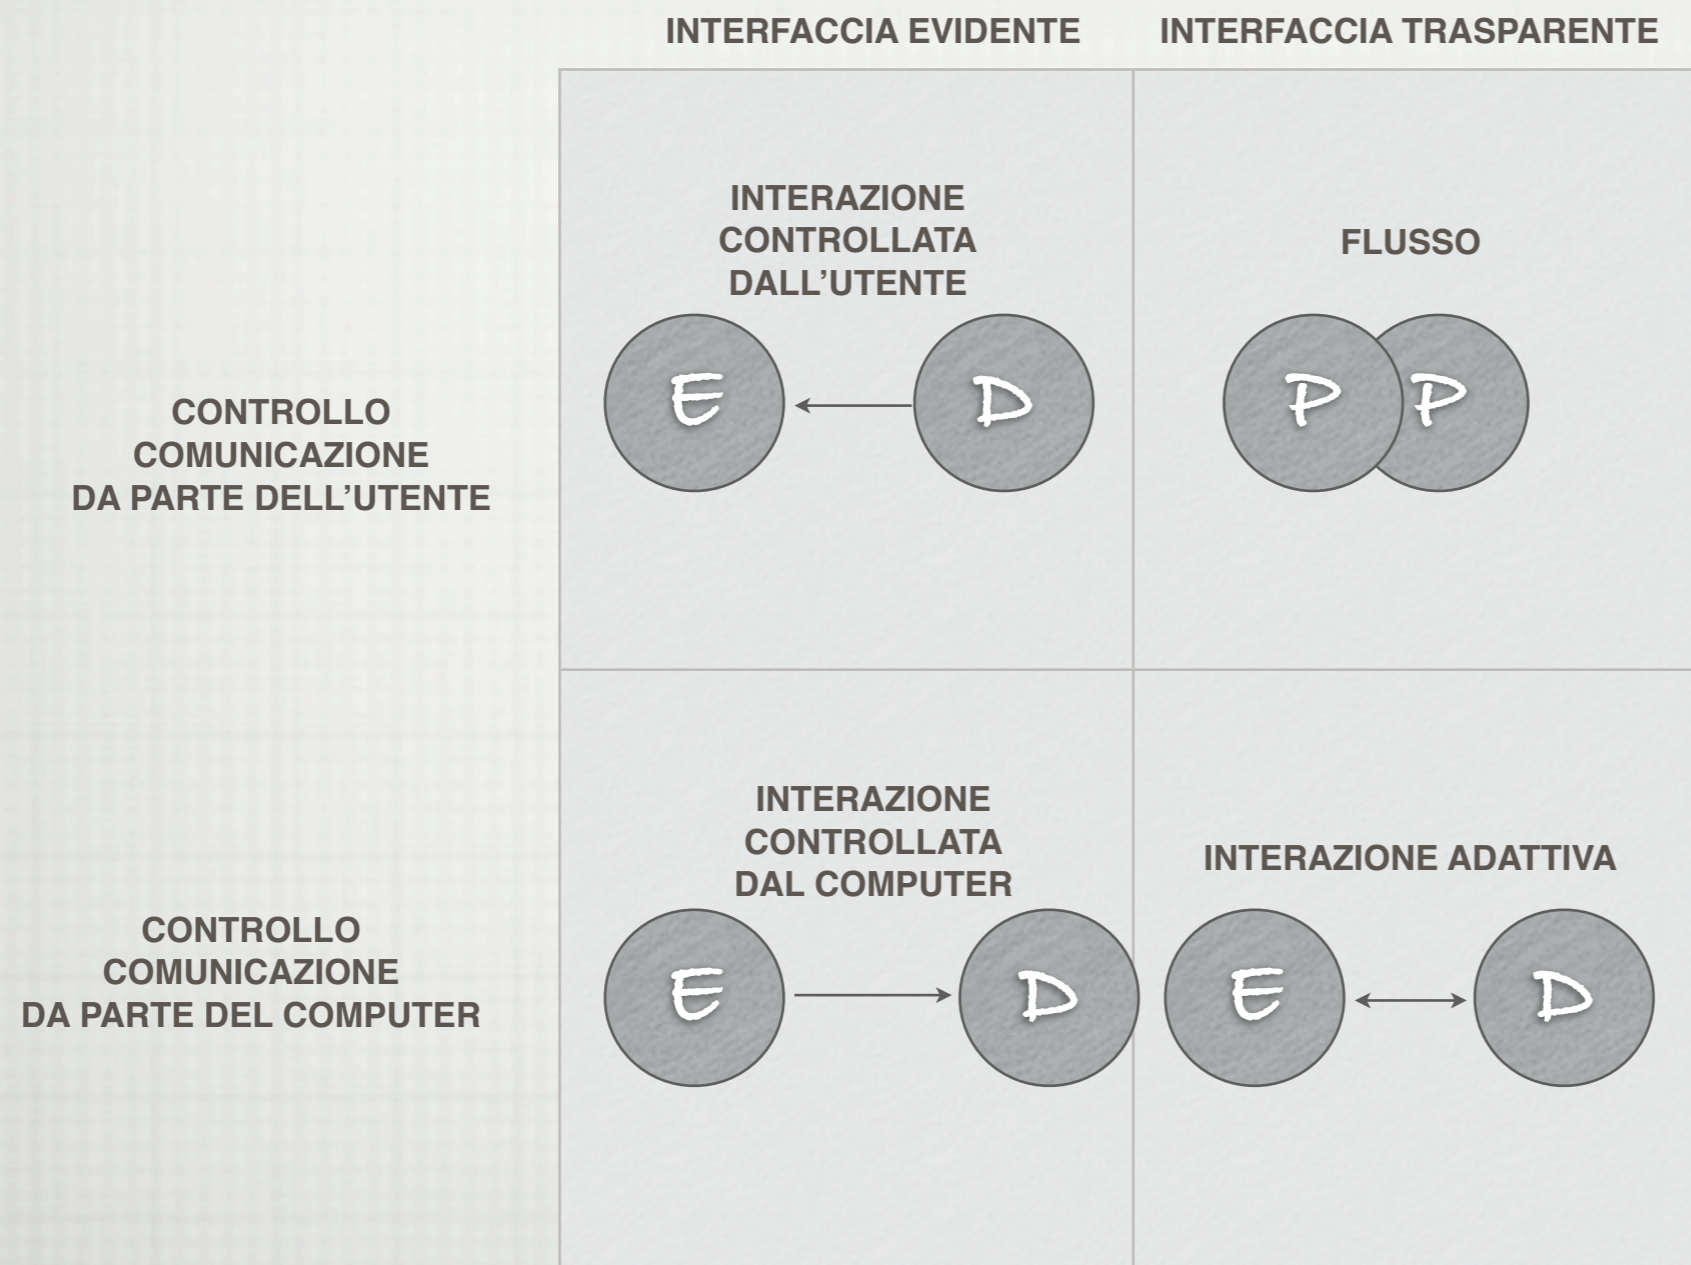 INTERFACCIA EVIDENTE
INTERFACCIA TRASPARENTE
CONTROLLO
COMUNICAZIONE
DA PARTE DELL’UTENTE
INTERAZIONE
CONTROLLATA
DALL’UTENTE
E
D
FLUSSO
P
P
CONTROLLO
COMUNICAZIONE
DA PARTE DEL COMPUTER
INTERAZIONE
CONTROLLATA
DAL COMPUTER
E
D
INTERAZIONE ADATTIVA
E
D